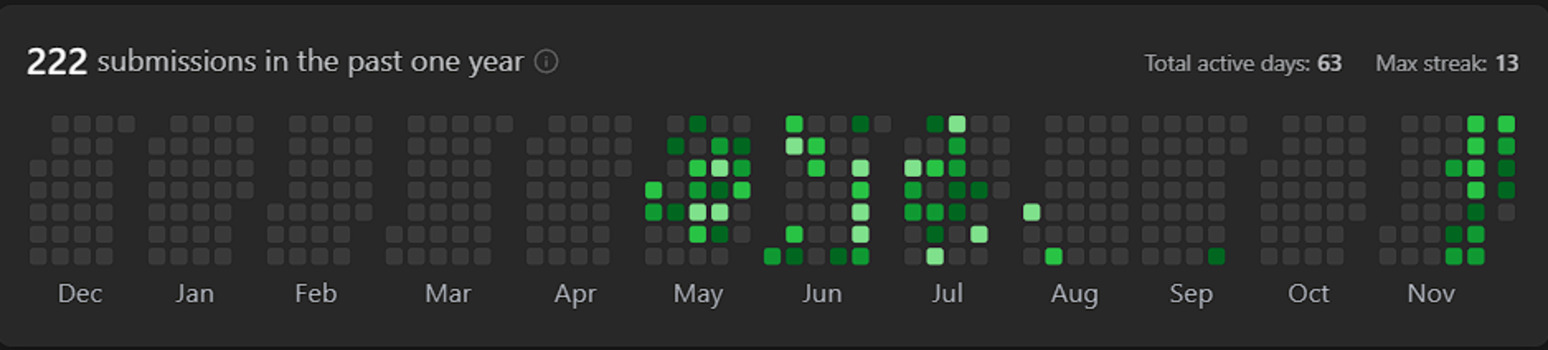 222 submissions in the past one year
Total active days: 63 Max streak: 13
Dec Jan Feb Mar Apr May Jun Jul Aug Sep Oct Nov